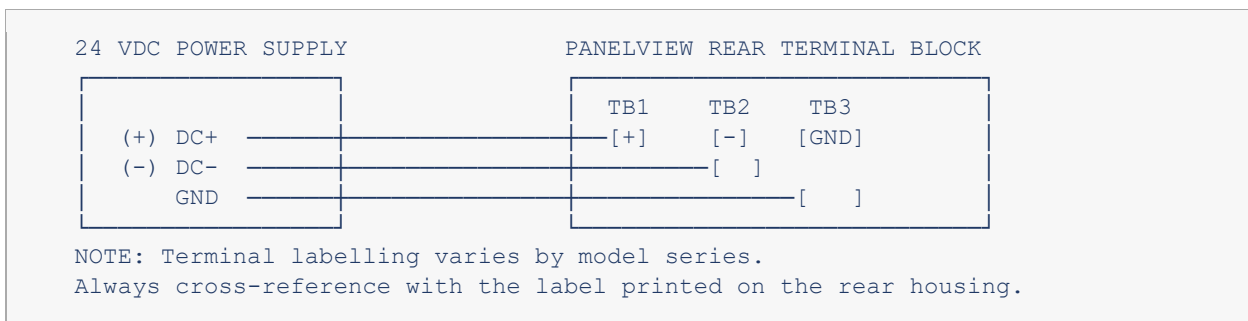 24 VDC POWER SUPPLY PANELVIEW REAR TERMINAL BLOCK
TB1 TB2 TB3
(+) DC+ [+] [-] [GND]
(-) DC- [ ]
GND [ ]
NOTE: Terminal labelling varies by model series.
Always cross-reference with the label printed on the rear housing.